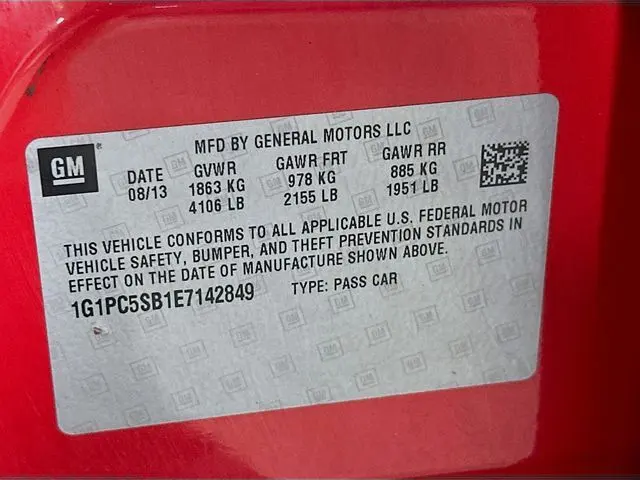 MFD BY GENERAL MOTORS LLC
GM
DATE GVWR GAWR FRT GAWR RR
08/13 1863 KG 978 KG 885 KG
4106 LB 2155 LB 1951 LB
THIS VEHICLE CONFORMS TO ALL APPLICABLE U.S. FEDERAL MOTOR
VEHICLE SAFETY, BUMPER, AND THEFT PREVENTION STANDARDS IN
EFFECT ON THE DATE OF MANUFACTURE SHOWN ABOVE.
1G1PC5SB1E7142849 TYPE: PASS CAR